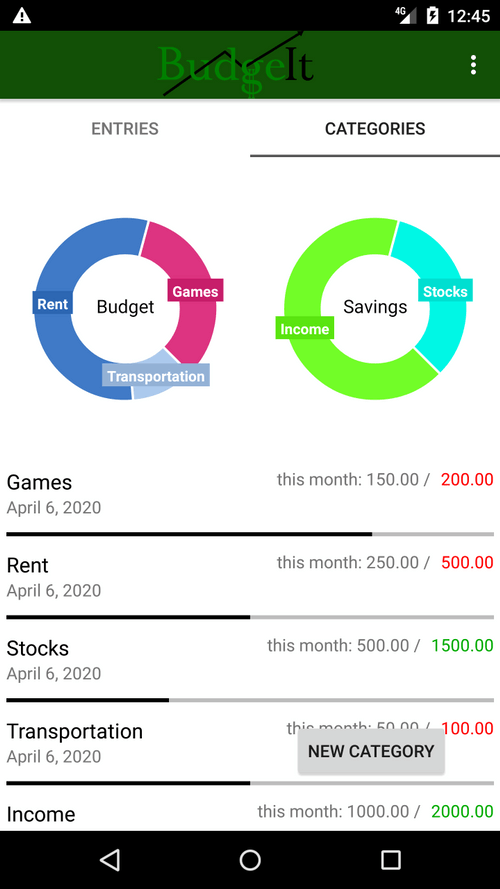 4G 12:45
BudgeIt
ENTRIES CATEGORIES
Rent Budget Games
Transportation
Stocks
Savings
Income
Games this month: 150.00 / 200.00
April 6, 2020
Rent this month: 250.00 / 500.00
April 6, 2020
Stocks this month: 500.00 / 1500.00
April 6, 2020
Transportation this month: 50.00 / 100.00
April 6, 2020
NEW CATEGORY
Income this month: 1000.00 / 2000.00